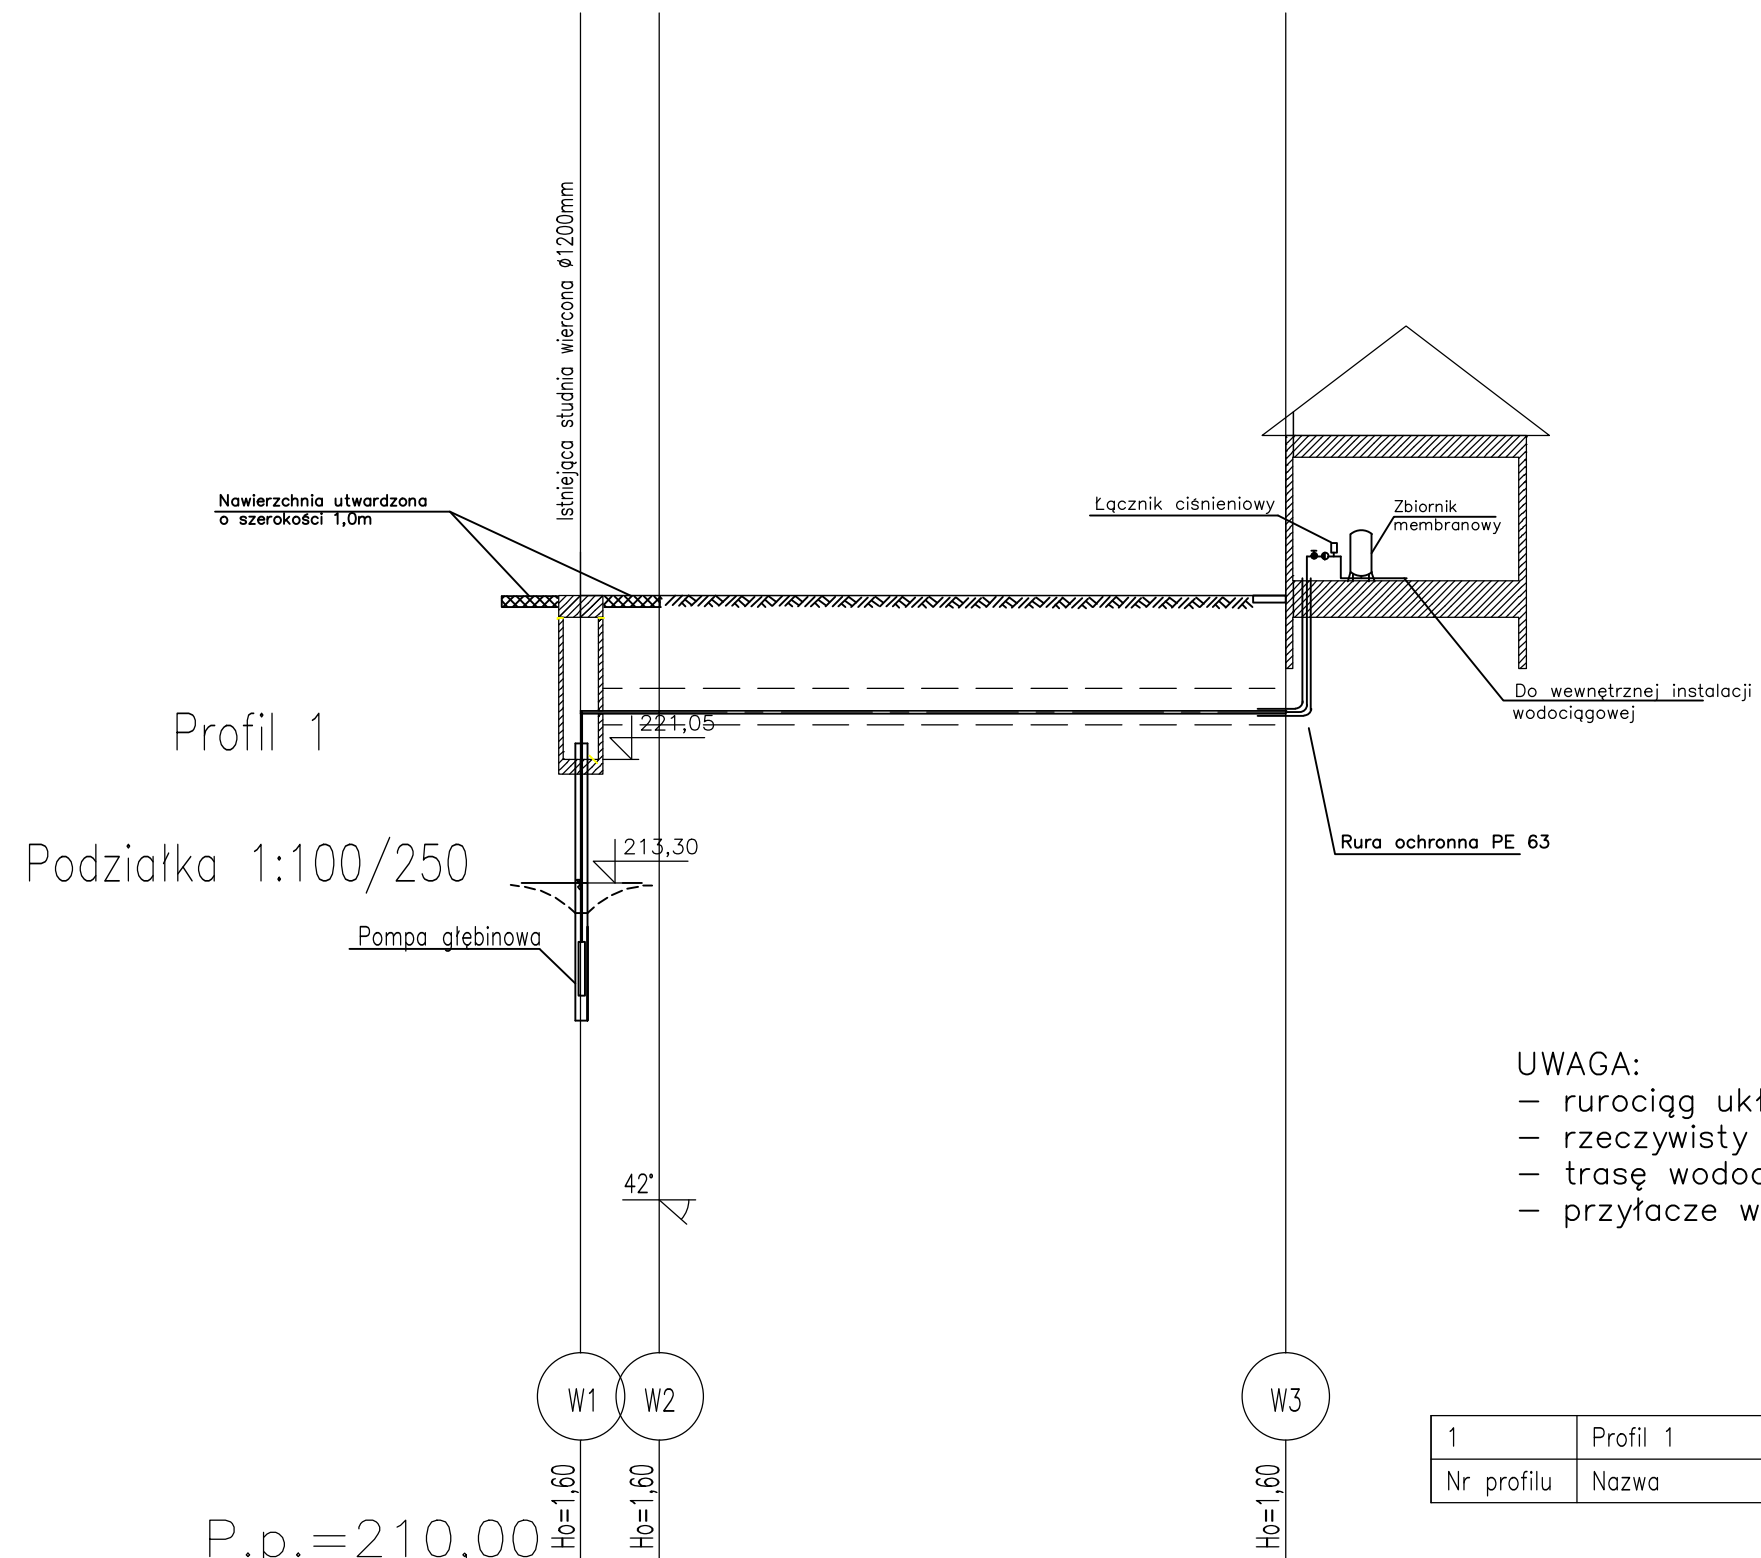 Istniejąca studnia wiercona ø1200mm
Nawierzchnia utwardzona
o szerokości 1,0m
Łącznik ciśnieniowy
Zbiornik
membranowy
Do wewnętrznej instalacji
wodociągowej
Profil 1
221,05
Podziałka 1:100/250
213,30
Rura ochronna PE 63
Pompa głębinowa
UWAGA:
– rurociąg
– rzeczywisty
– trasę
– przyłacze
42°
W1
W2
W3
1 Profil 1
Nr profilu Nazwa
Ho=1,60
Ho=1,60
Ho=1,60
P.p.=210,00